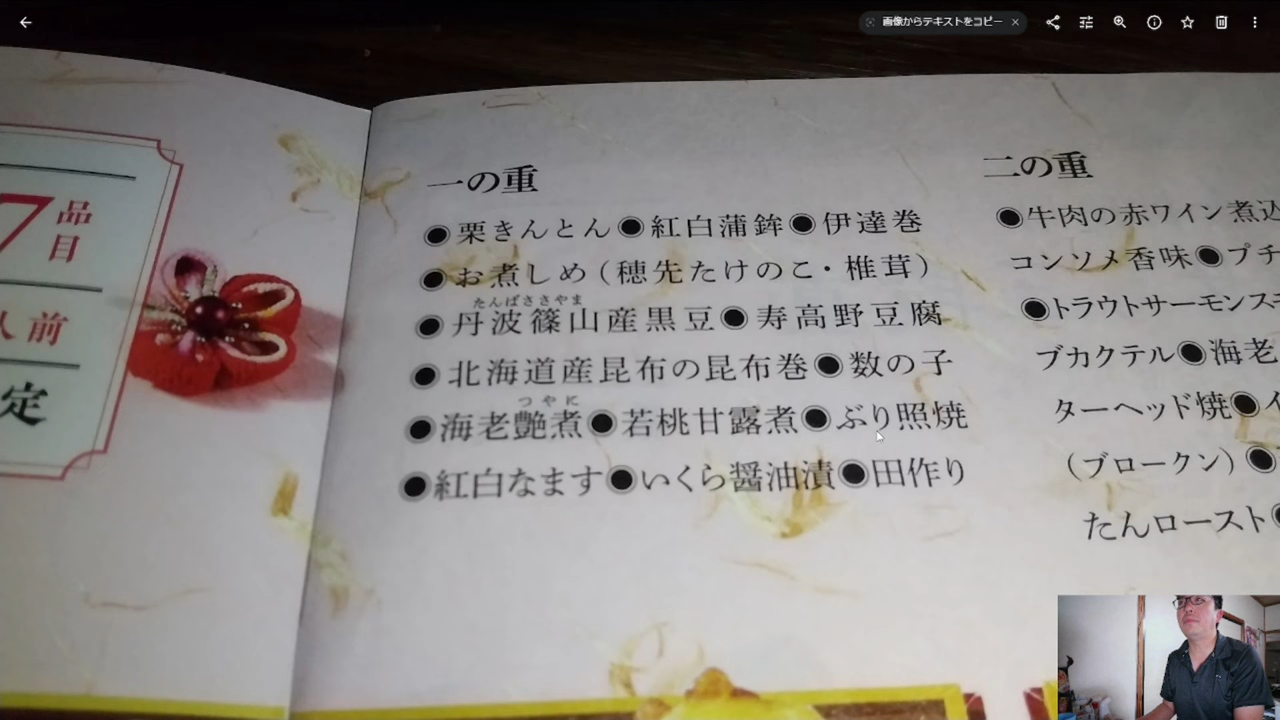 画像からテキストをコピー
7品目
人前
定
一の重
●栗きんとん●紅白蒲鉾●伊達巻
●お煮しめ（穂先たけのこ・椎茸）
たんばささやま
●丹波篠山産黒豆●寿高野豆腐
●北海道産昆布の昆布巻●数の子
つやに
●海老艶煮●若桃甘露煮●ぶり照焼
●紅白なます●いくら醤油漬●田作り
二の重
●牛肉の赤ワイン煮込
コンソメ香味●プチ
●トラウトサーモンス
ブカクテル●海老
ターヘッド焼●イ
（ブロークン）●
たんロースト●